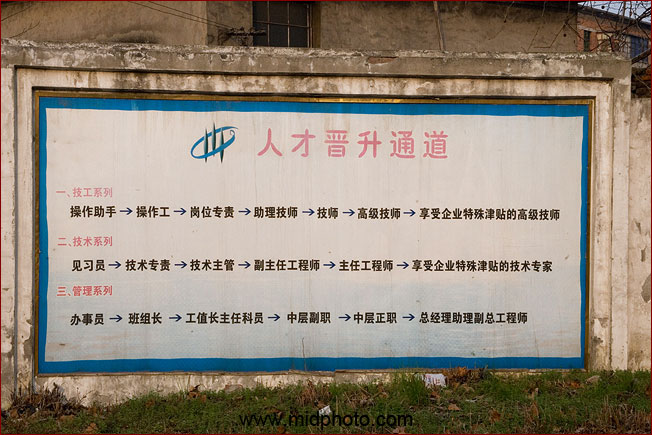 人才晋升通道
一、技工系列
操作助手→操作工→岗位专责→助理技师→技师→高级技师→享受企业特殊津贴的高级技师
二、技术系列
见习员→技术专责→技术主管→副主任工程师→主任工程师→享受企业特殊津贴的技术专家
三、管理系列
办事员→班组长→工值长主任科员→中层副职→中层正职→总经理助理副总工程师
www.midphoto.com